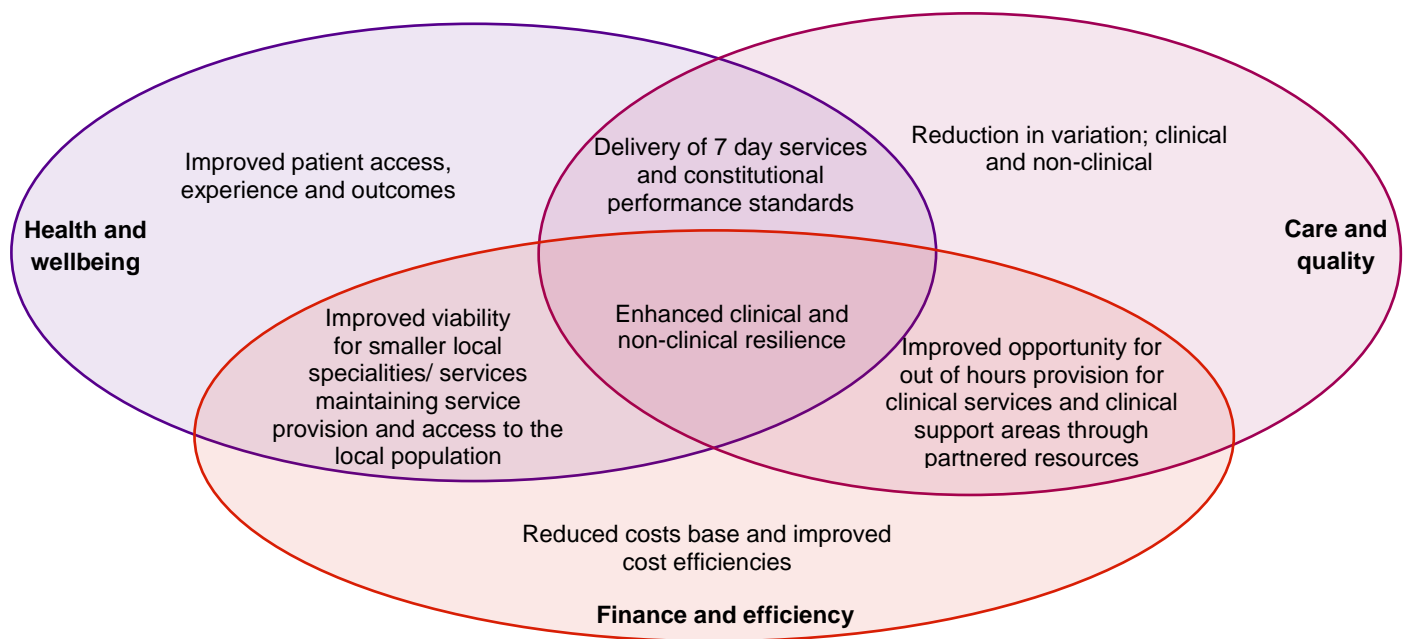 Improved patient access,
experience and outcomes
Delivery of 7 day services
and constitutional
performance standards
Reduction in variation; clinical
and non-clinical
Health and
wellbeing
Care and
quality
Improved viability
for smaller local
specialities/ services
maintaining service
provision and access to the
local population
Enhanced clinical and
non-clinical resilience
Improved opportunity for
out of hours provision for
clinical services and clinical
support areas through
partnered resources
Reduced costs base and improved
cost efficiencies
Finance and efficiency